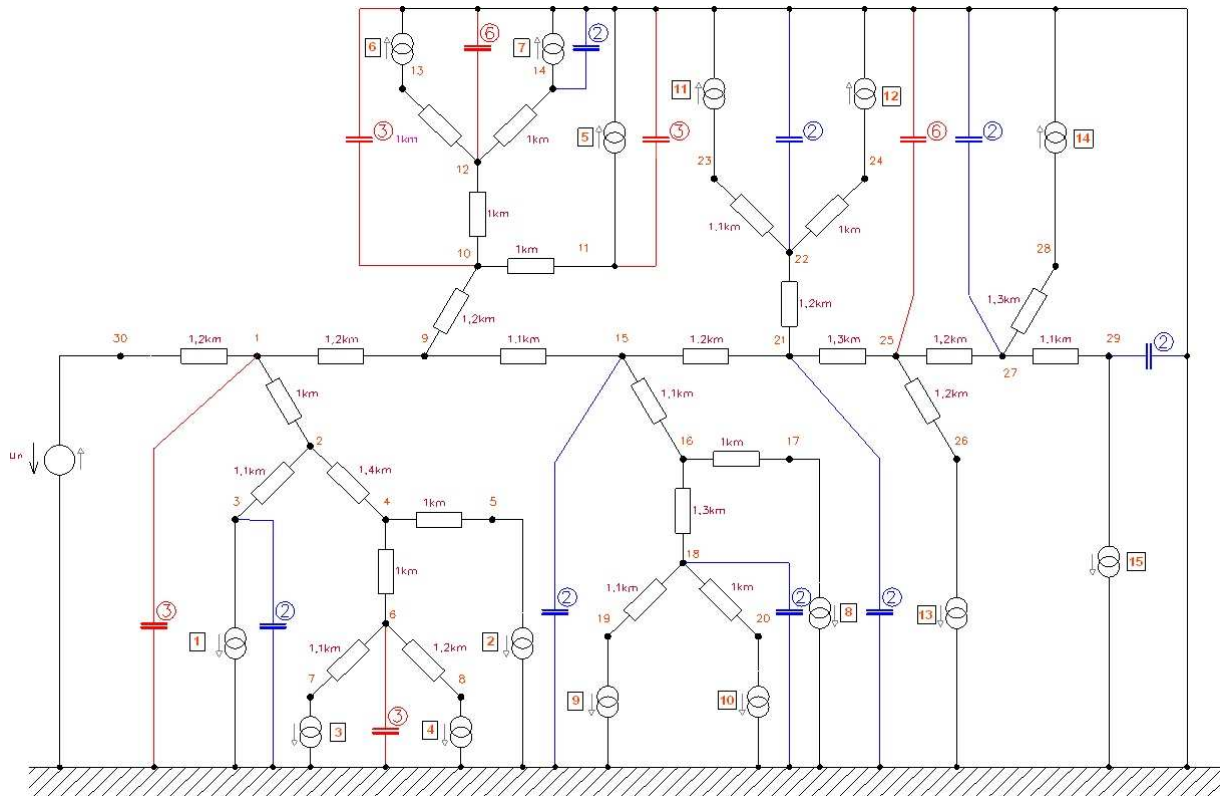 6 13 6 7 14 2
11 2 12 6 2 14
3 1km 1km 5 3
12 23 24
1km 1,1km 1km
10 1km 11 22 28
1,2km 1,2km 1,3km
30 1,2km 1 1,2km 9 1,1km 15 1.2km 21 1,3km 25 1,2km 27 1,1km 29 2
1km 1,1km 1,2km
Un 2 16 1km 17 26
1,1km 1,4km
3 4 1km 5 1,3km
1km 18
1,1km 1km
3 1 2 6 2 2 19 20 2 8 2 13 15
1,1km 1,2km
7 8
3 3 4 9 10